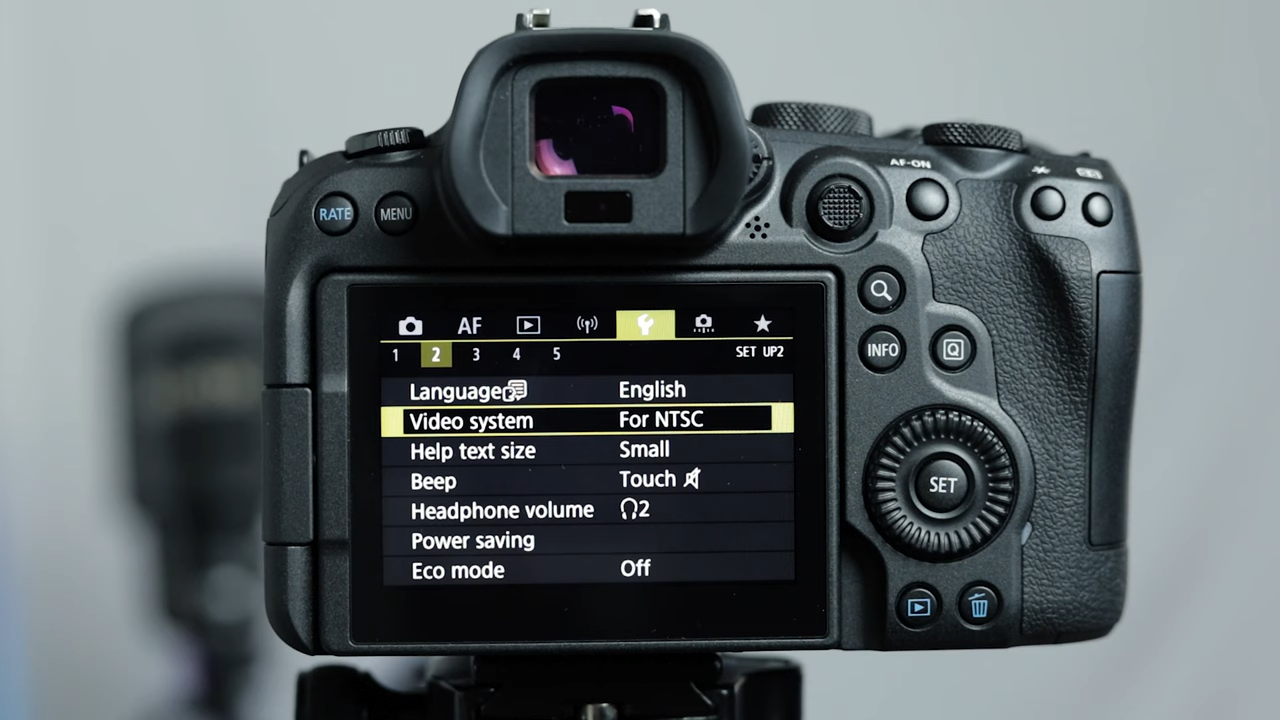 AF-ON
RATE MENU
AF
1 2 3 4 5 SET UP2
Language English
Video system For NTSC
Help text size Small
Beep Touch
Headphone volume 2
Power saving
Eco mode Off
INFO Q
SET